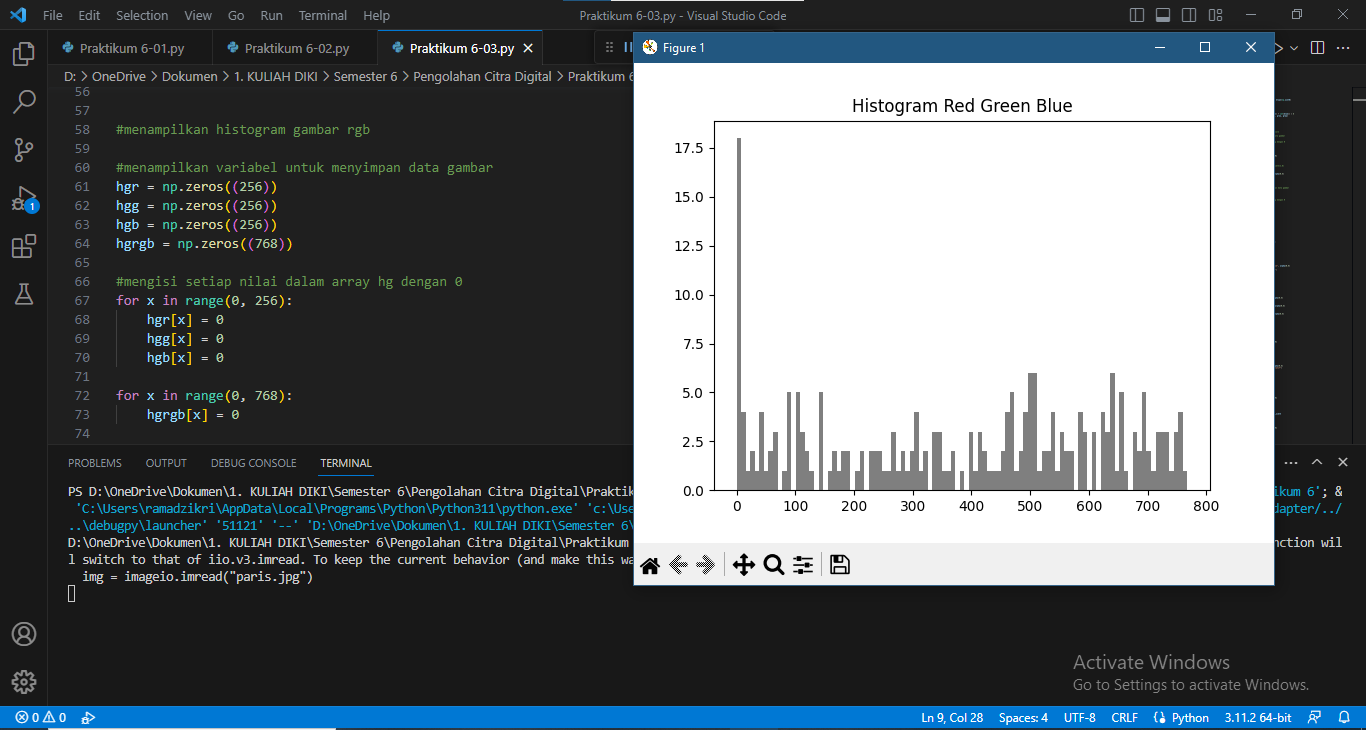 File Edit Selection View Go Run Terminal Help
Praktikum 6-03.py - Visual Studio Code
Praktikum 6-01.py Praktikum 6-02.py Praktikum 6-03.py
D: > OneDrive > Dokumen > 1. KULIAH DIKI > Semester 6 > Pengolahan Citra Digital > Praktikum 6
56
57
58 #menampilkan histogram gambar rgb
59
60 #menampilkan variabel untuk menyimpan data gambar
61 hgr = np.zeros((256))
62 hgg = np.zeros((256))
63 hgb = np.zeros((256))
64 hgrgb = np.zeros((768))
65
66 #mengisi setiap nilai dalam array hg dengan 0
67 for x in range(0, 256):
68 hgr[x] = 0
69 hgg[x] = 0
70 hgb[x] = 0
71
72 for x in range(0, 768):
73 hgrgb[x] = 0
74
1
Figure 1
Histogram Red Green Blue
17.5
15.0
12.5
10.0
7.5
5.0
2.5
0.0
0 100 200 300 400 500 600 700 800
PROBLEMS OUTPUT DEBUG CONSOLE TERMINAL
PS D:\OneDrive\Dokumen\1. KULIAH DIKI\Semester 6\Pengolahan Citra Digital\Praktik ikum 6'; &
'C:\Users\ramadzikri\AppData\Local\Programs\Python\Python311\python.exe' 'c:\Use dapter/../
..\debugpy\launcher' '51121' '--' 'D:\OneDrive\Dokumen\1. KULIAH DIKI\Semester 6\
D:\OneDrive\Dokumen\1. KULIAH DIKI\Semester 6\Pengolahan Citra Digital\Praktikum nction wil
l switch to that of iio.v3.imread. To keep the current behavior (and make this wa
img = imageio.imread("paris.jpg")
Activate Windows
Go to Settings to activate Windows.
0 0 Ln 9, Col 28 Spaces: 4 UTF-8 CRLF Python 3.11.2 64-bit